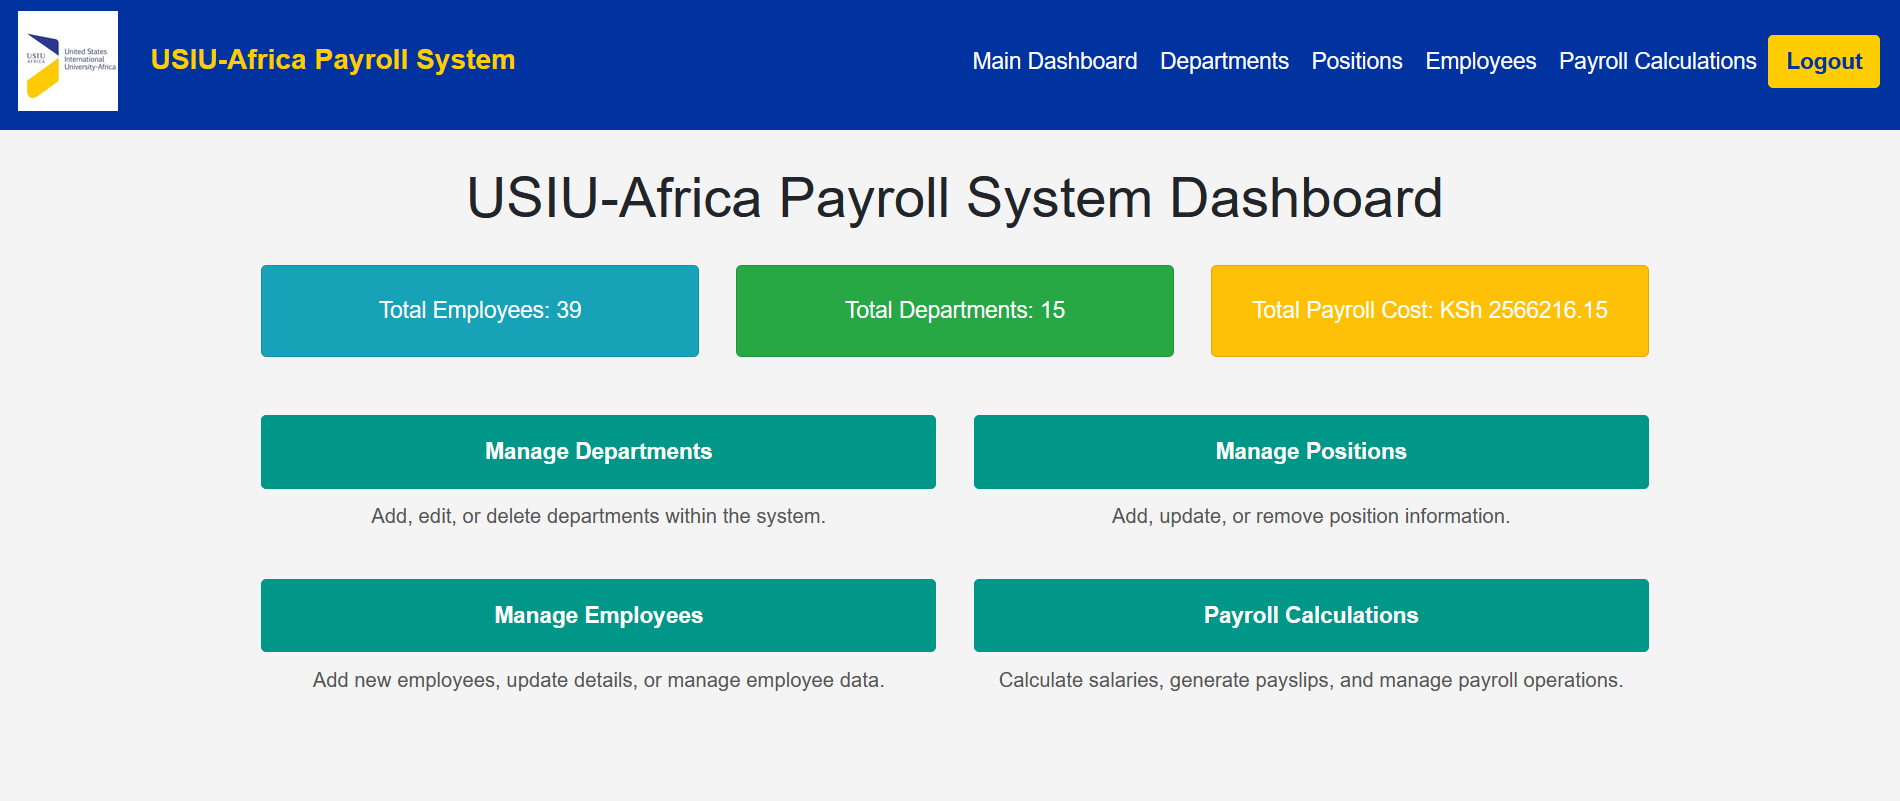 USIU
AFRICA
United States
International
University-Africa
USIU-Africa Payroll System
Main Dashboard Departments Positions Employees Payroll Calculations Logout
USIU-Africa Payroll System Dashboard
Total Employees: 39
Total Departments: 15
Total Payroll Cost: KSh 2566216.15
Manage Departments
Add, edit, or delete departments within the system.
Manage Positions
Add, update, or remove position information.
Manage Employees
Add new employees, update details, or manage employee data.
Payroll Calculations
Calculate salaries, generate payslips, and manage payroll operations.